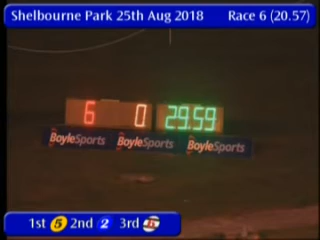 Shelbourne Park 25th Aug 2018 Race 6 (20.57)
6 0 29.59
BoyleSports BoyleSports BoyleSports
1st 5 2nd 2 3rd 6